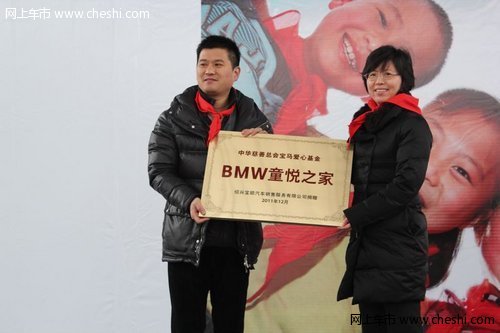 网上车市 - www.cheshi.com
中华慈善总会宝马爱心基金
BMW童悦之家
绍兴宝顺汽车销售服务有限公司捐赠
2011年12月
网上车市
www.cheshi.com